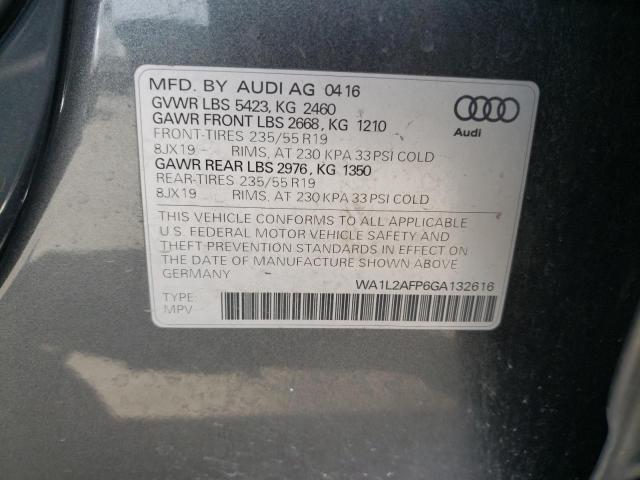 MFD. BY AUDI AG 04 16
GVWR LBS 5423, KG 2460
GAWR FRONT LBS 2668, KG 1210
FRONT-TIRES 235/55 R19
8JX19 RIMS, AT 230 KPA 33 PSI COLD
GAWR REAR LBS 2976, KG 1350
REAR-TIRES 235/55 R19
8JX19 RIMS, AT 230 KPA 33 PSI COLD
THIS VEHICLE CONFORMS TO ALL APPLICABLE
U.S. FEDERAL MOTOR VEHICLE SAFETY AND
THEFT PREVENTION STANDARDS IN EFFECT ON
THE DATE OF MANUFACTURE SHOWN ABOVE
GERMANY
WA1L2AFP6GA132616
TYPE
MPV
Audi